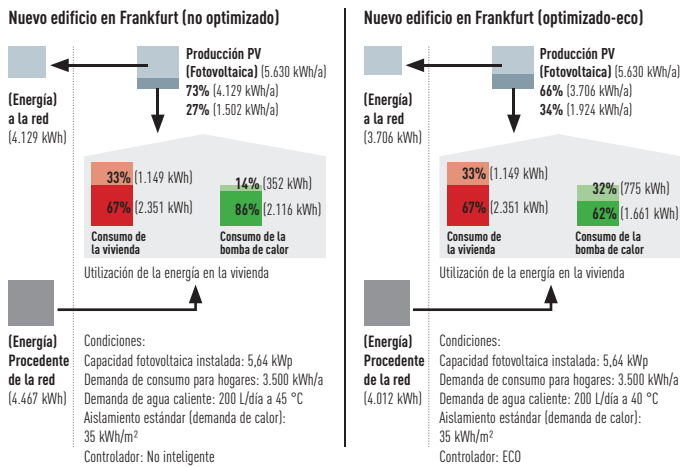 Nuevo edificio en Frankfurt (no optimizado)
Producción PV
(Fotovoltaica) (5.630 kWh/a)
73% (4.129 kWh/a)
27% (1.502 kWh/a)
(Energía)
a la red
(4.129 kWh)
33% (1.149 kWh)
67% (2.351 kWh)
14% (352 kWh)
86% (2.116 kWh)
Consumo de
la vivienda
Consumo de la
bomba de calor
Utilización de la energía en la vivienda
(Energía)
Procedente
de la red
(4.467 kWh)
Condiciones:
Capacidad fotovoltaica instalada: 5,64 kWp
Demanda de consumo para hogares: 3.500 kWh/a
Demanda de agua caliente: 200 L/día a 45 °C
Aislamiento estándar (demanda de calor):
35 kWh/m²
Controlador: No inteligente
Nuevo edificio en Frankfurt (optimizado-eco)
Producción PV
(Fotovoltaica) (5.630 kWh/a)
66% (3.706 kWh/a)
34% (1.924 kWh/a)
(Energía)
a la red
(3.706 kWh)
33% (1.149 kWh)
67% (2.351 kWh)
32% (775 kWh)
62% (1.661 kWh)
Consumo de
la vivienda
Consumo de la
bomba de calor
Utilización de la energía en la vivienda
(Energía)
Procedente
de la red
(4.012 kWh)
Condiciones:
Capacidad fotovoltaica instalada: 5,64 kWp
Demanda de consumo para hogares: 3.500 kWh/a
Demanda de agua caliente: 200 L/día a 40 °C
Aislamiento estándar (demanda de calor):
35 kWh/m²
Controlador: ECO